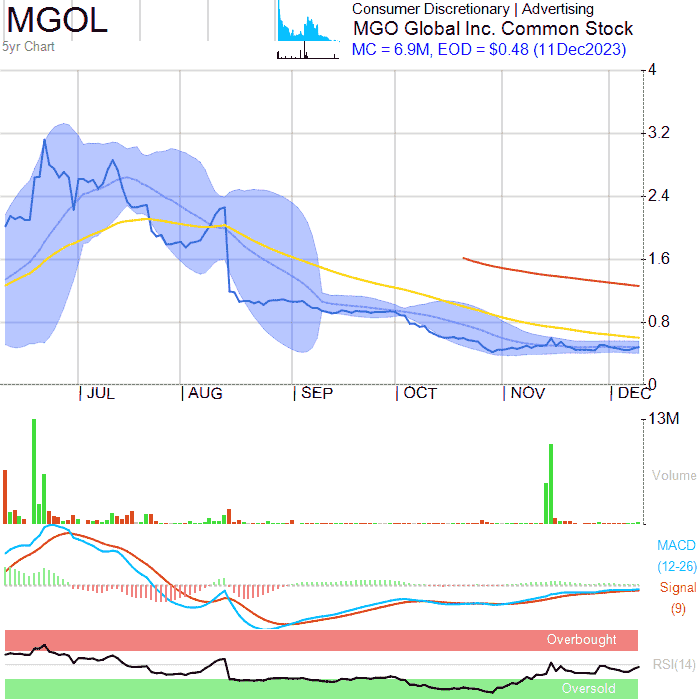 MGOL
5yr Chart
Consumer Discretionary | Advertising
MGO Global Inc. Common Stock
MC = 6.9M, EOD = $0.48 (11Dec2023)
4
3.2
2.4
1.6
0.8
0
JUL
AUG
SEP
OCT
NOV
DEC
13M
Volume
MACD
(12-26)
Signal
(9)
Overbought
RSI(14)
Oversold